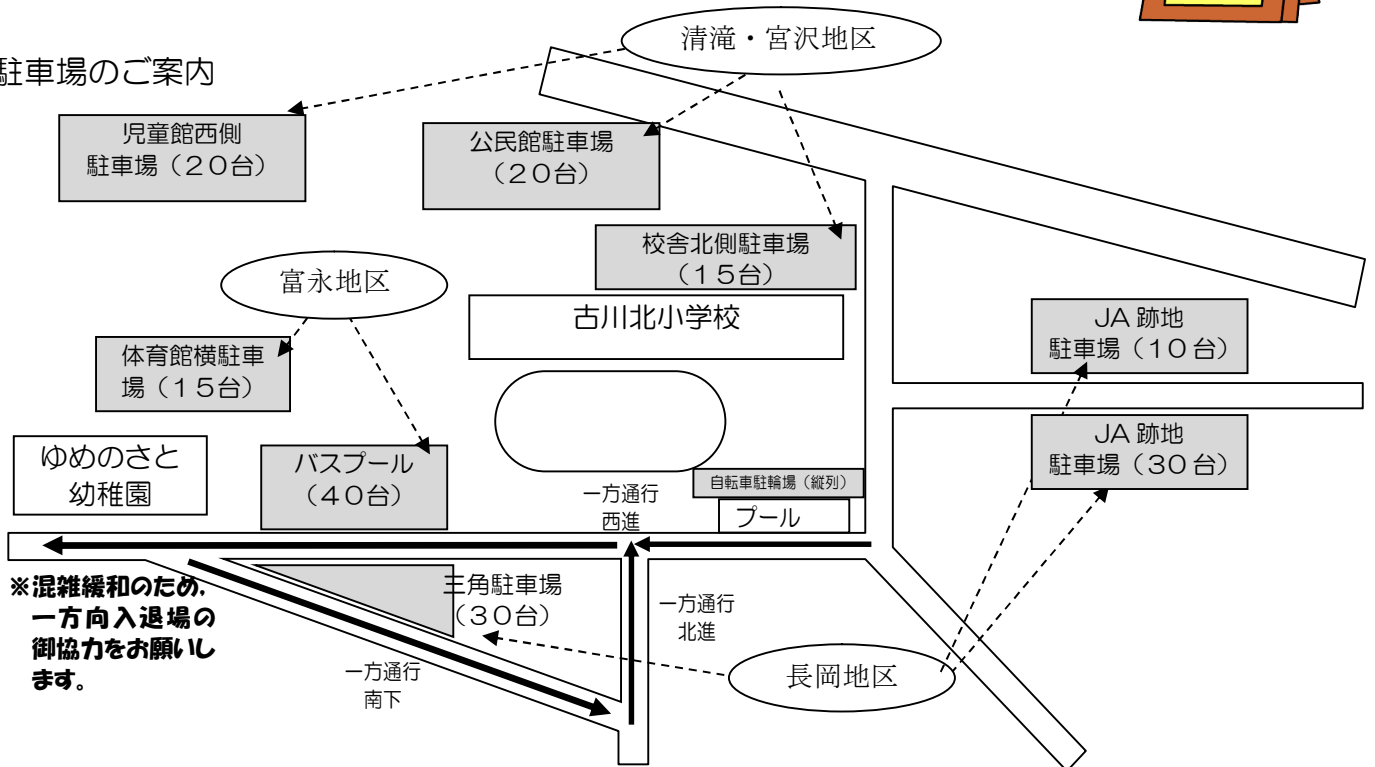 駐車場のご案内
清滝・宮沢地区
児童館西側
駐車場（２０台）
公民館駐車場
（２０台）
校舎北側駐車場
（１５台）
富永地区
古川北小学校
JA 跡地
駐車場（１０台）
体育館横駐車
場（１５台）
JA 跡地
駐車場（３０台）
ゆめのさと
幼稚園
バスプール
（４０台）
自転車駐輪場（縦列）
一方通行
西進
プール
※混雑緩和のため、
一方向入退場の
御協力をお願いし
ます。
三角駐車場
（３０台）
一方通行
北進
一方通行
南下
長岡地区